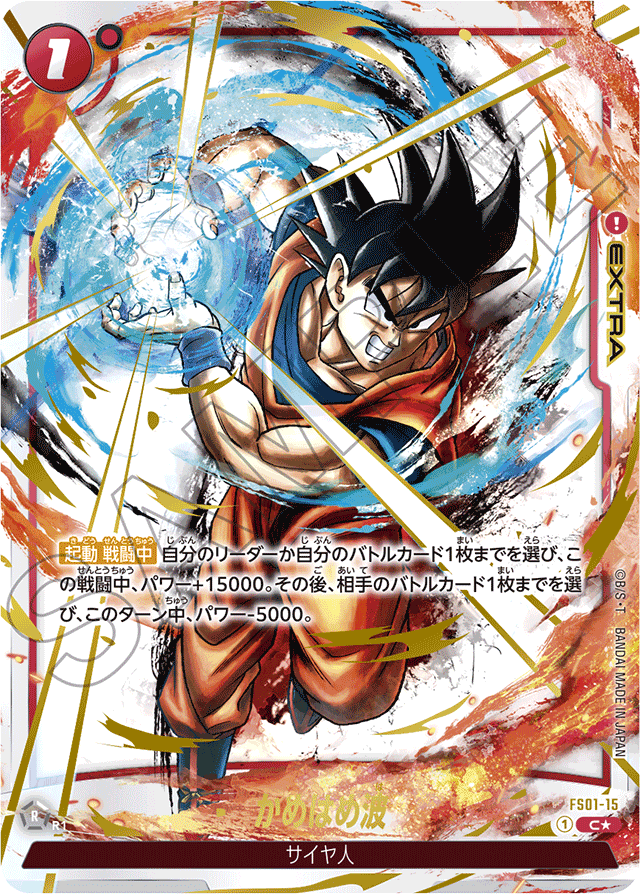 1
EXTRA
SAMPLE
起動 戦闘中 自分のリーダーか自分のバトルカード1枚までを選び、こ
の戦闘中、パワー+15000。その後、相手のバトルカード1枚までを選
び、このターン中、パワー-5000。
©B/S・T BANDAI MADE IN JAPAN
かめはめ波
FS01-15
R
R1
1 C★
サイヤ人